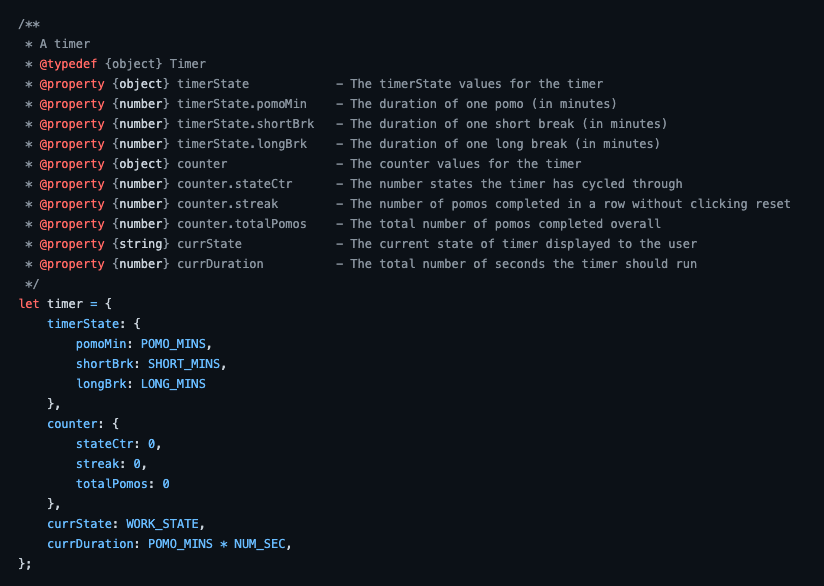 /**
 * A timer
 * @typedef {object} Timer
 * @property {object} timerState            - The timerState values for the timer
 * @property {number} timerState.pomoMin    - The duration of one pomo (in minutes)
 * @property {number} timerState.shortBrk   - The duration of one short break (in minutes)
 * @property {number} timerState.longBrk    - The duration of one long break (in minutes)
 * @property {object} counter               - The counter values for the timer
 * @property {number} counter.stateCtr      - The number states the timer has cycled through
 * @property {number} counter.streak        - The number of pomos completed in a row without clicking reset
 * @property {number} counter.totalPomos    - The total number of pomos completed overall
 * @property {string} currState             - The current state of timer displayed to the user
 * @property {number} currDuration          - The total number of seconds the timer should run
 */
let timer = {
    timerState: {
        pomoMin: POMO_MINS,
        shortBrk: SHORT_MINS,
        longBrk: LONG_MINS
    },
    counter: {
        stateCtr: 0,
        streak: 0,
        totalPomos: 0
    },
    currState: WORK_STATE,
    currDuration: POMO_MINS * NUM_SEC,
};